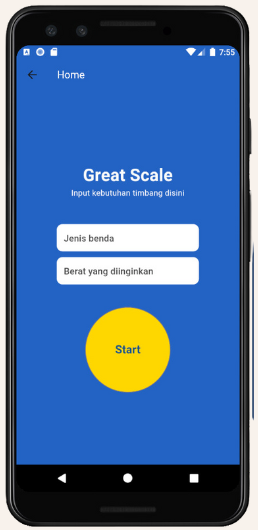 7:55
Home
Great Scale
Input kebutuhan timbang disini
Jenis benda
Berat yang diinginkan
Start